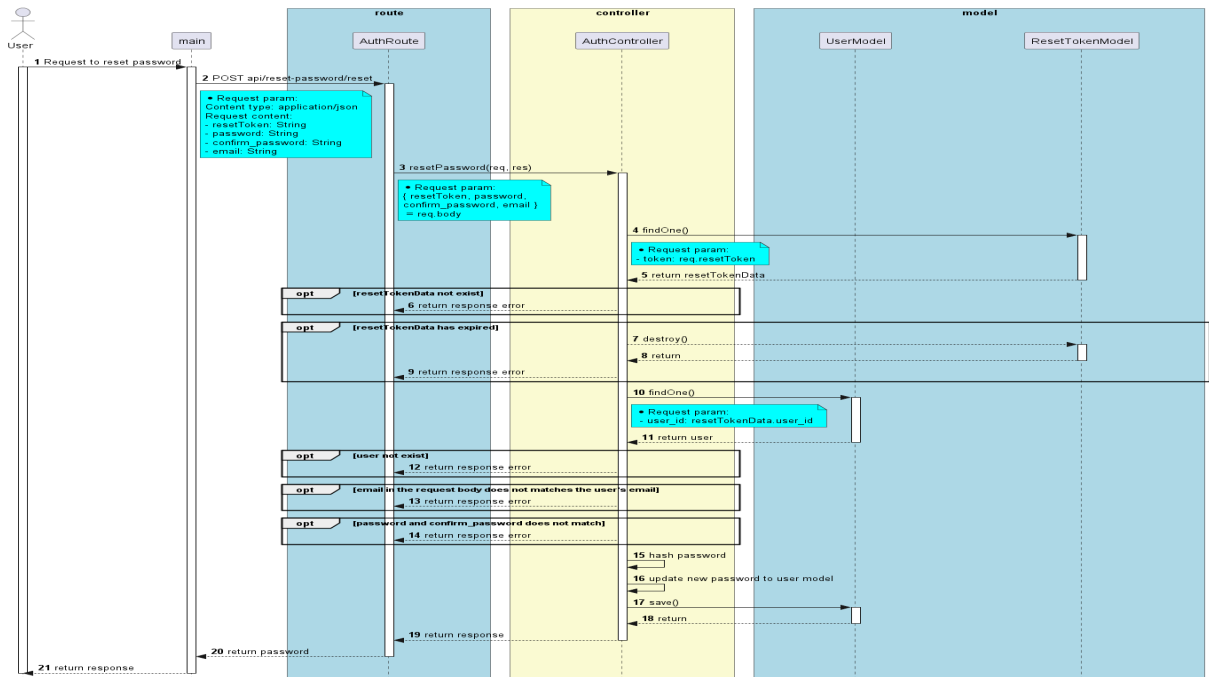 route
controller
model
User
main
AuthRoute
AuthController
UserModel
ResetTokenModel
1 Request to reset password
2 POST api/reset-password/reset
• Request param:
Content type: application/json
Request content:
- resetToken: String
- password: String
- confirm_password: String
- email: String
3 resetPassword(req, res)
• Request param:
{ resetToken, password,
confirm_password, email }
= req.body
4 findOne()
• Request param:
- token: req.resetToken
5 return resetTokenData
opt [resetTokenData not exist]
6 return response error
opt [resetTokenData has expired]
7 destroy()
8 return
9 return response error
10 findOne()
• Request param:
- user_id: resetTokenData.user_id
11 return user
opt [user not exist]
12 return response error
opt [email in the request body does not matches the user's email]
13 return response error
opt [password and confirm_password does not match]
14 return response error
15 hash password
16 update new password to user model
17 save()
18 return
19 return response
20 return password
21 return response